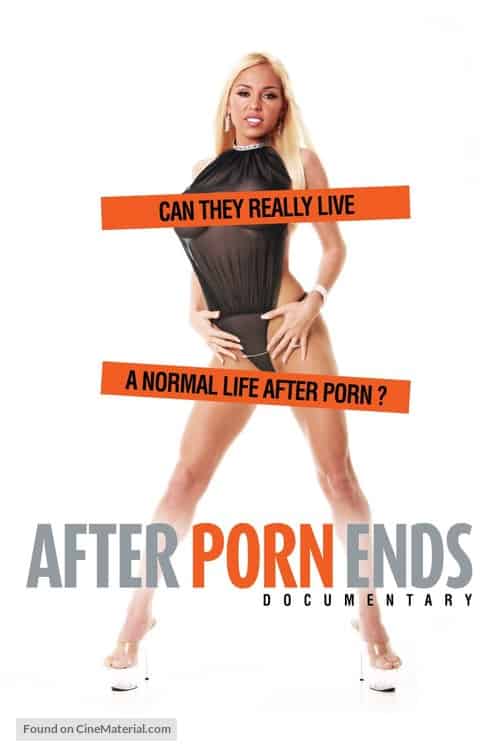 CAN THEY REALLY LIVE
A NORMAL LIFE AFTER PORN ?
AFTER PORN ENDS
DOCUMENTARY
Found on CineMaterial.com